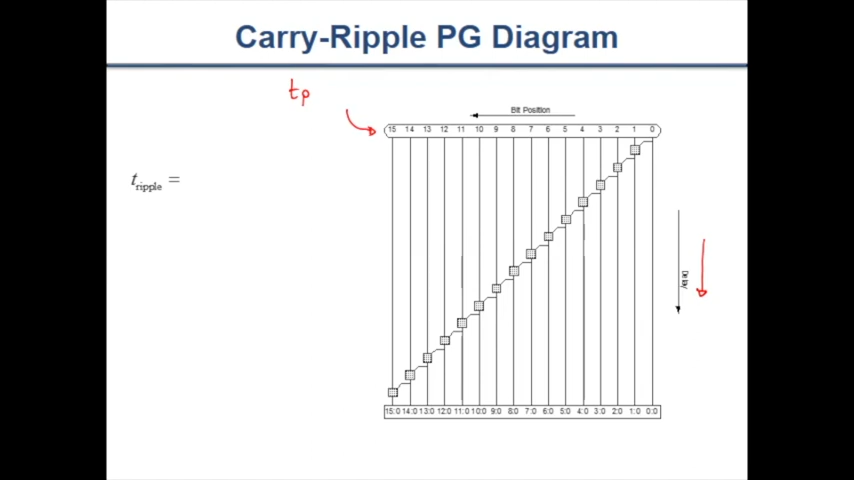 Carry-Ripple PG Diagram
tp
Bit Position
15 14 13 12 11 10 9 8 7 6 5 4 3 2 1 0
t ripple =
Delay
15:0 14:0 13:0 12:0 11:0 10:0 9:0 8:0 7:0 6:0 5:0 4:0 3:0 2:0 1:0 0:0